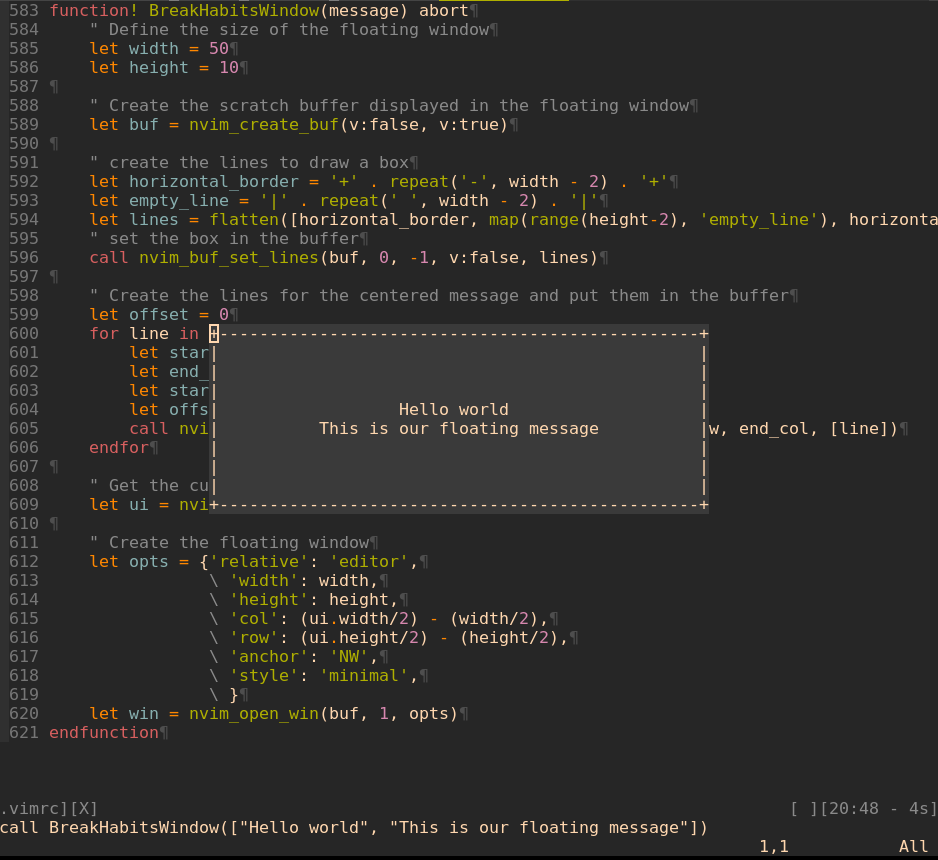 583 function! BreakHabitsWindow(message) abort¶
584     " Define the size of the floating window¶
585     let width = 50¶
586     let height = 10¶
587 ¶
588     " Create the scratch buffer displayed in the floating window¶
589     let buf = nvim_create_buf(v:false, v:true)¶
590 ¶
591     " create the lines to draw a box¶
592     let horizontal_border = '+' . repeat('-', width - 2) . '+'¶
593     let empty_line = '|' . repeat(' ', width - 2) . '|'¶
594     let lines = flatten([horizontal_border, map(range(height-2), 'empty_line'), horizonta
595     " set the box in the buffer¶
596     call nvim_buf_set_lines(buf, 0, -1, v:false, lines)¶
597 ¶
598     " Create the lines for the centered message and put them in the buffer¶
599     let offset = 0¶
600     for line in +------------------------------------------------+
601         let star|                                                |
602         let end_|                                                |
603         let star|                                                |
604         let offs|                  Hello world                   |
605         call nvi|          This is our floating message          |w, end_col, [line])¶
606     endfor¶     |                                                |
607 ¶               |                                                |
608     " Get the cu|                                                |
609     let ui = nvi+------------------------------------------------+
610 ¶
611     " Create the floating window¶
612     let opts = {'relative': 'editor',¶
613                 \ 'width': width,¶
614                 \ 'height': height,¶
615                 \ 'col': (ui.width/2) - (width/2),¶
616                 \ 'row': (ui.height/2) - (height/2),¶
617                 \ 'anchor': 'NW',¶
618                 \ 'style': 'minimal',¶
619                 \ }¶
620     let win = nvim_open_win(buf, 1, opts)¶
621 endfunction¶
.vimrc][X] [ ][20:48 - 4s]
call BreakHabitsWindow(["Hello world", "This is our floating message"])
1,1 All